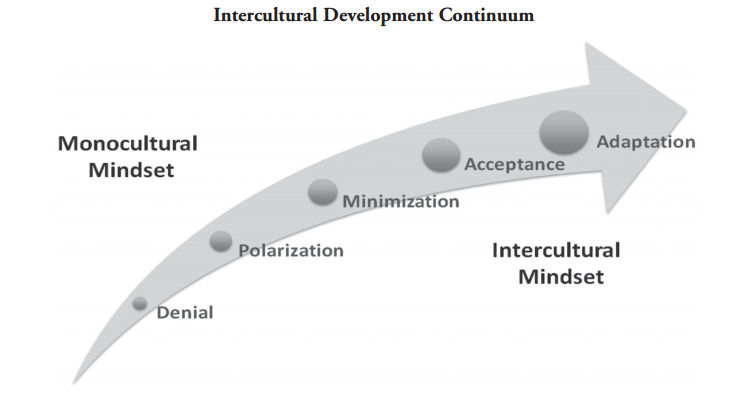 Intercultural Development Continuum
Monocultural
Mindset
Adaptation
Acceptance
Minimization
Polarization
Intercultural
Mindset
Denial